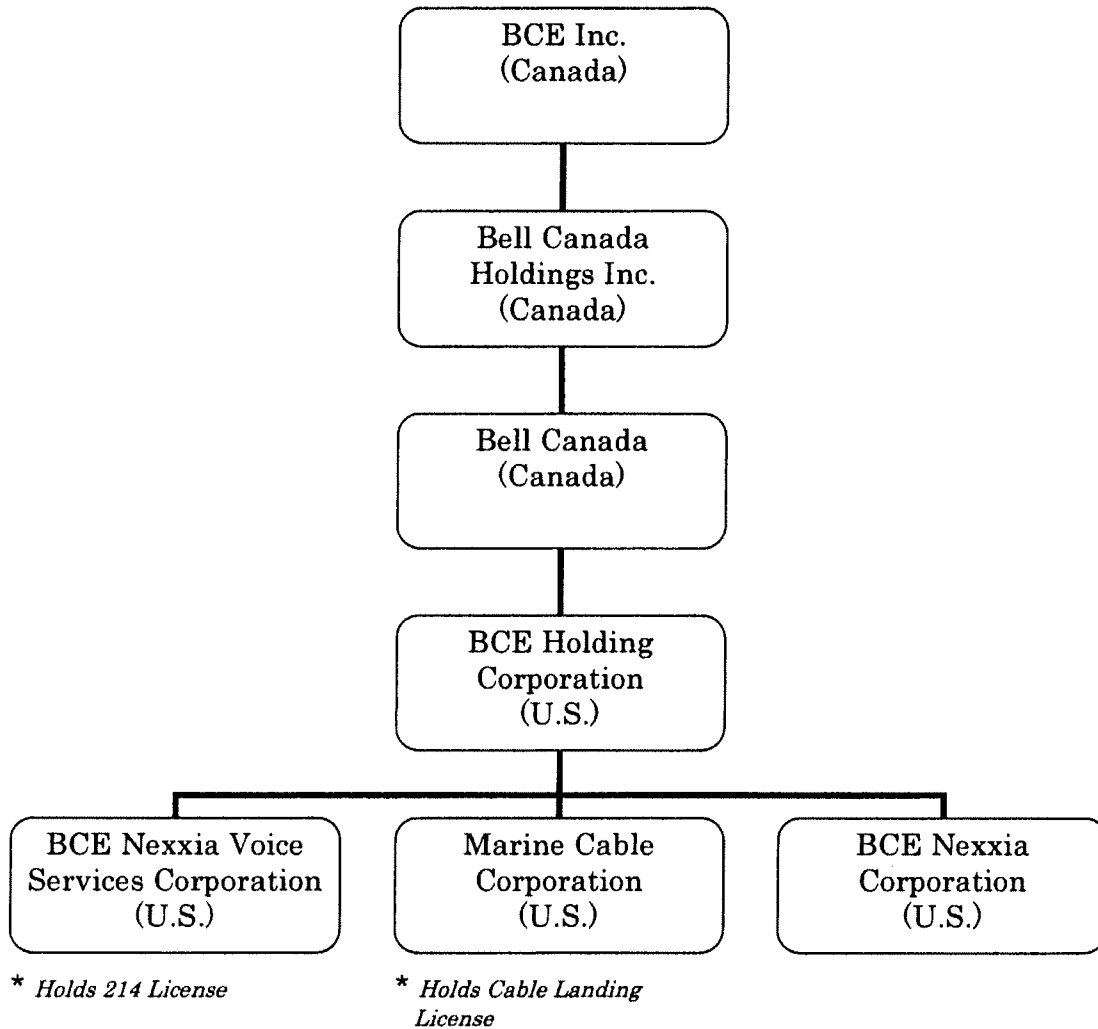 BCE Inc.
(Canada)
Bell Canada
Holdings Inc.
(Canada)
Bell Canada
(Canada)
BCE Holding
Corporation
(U.S.)
BCE Nexxia Voice
Services Corporation
(U.S.)
* Holds 214 License
Marine Cable
Corporation
(U.S.)
* Holds Cable Landing
License
BCE Nexxia
Corporation
(U.S.)